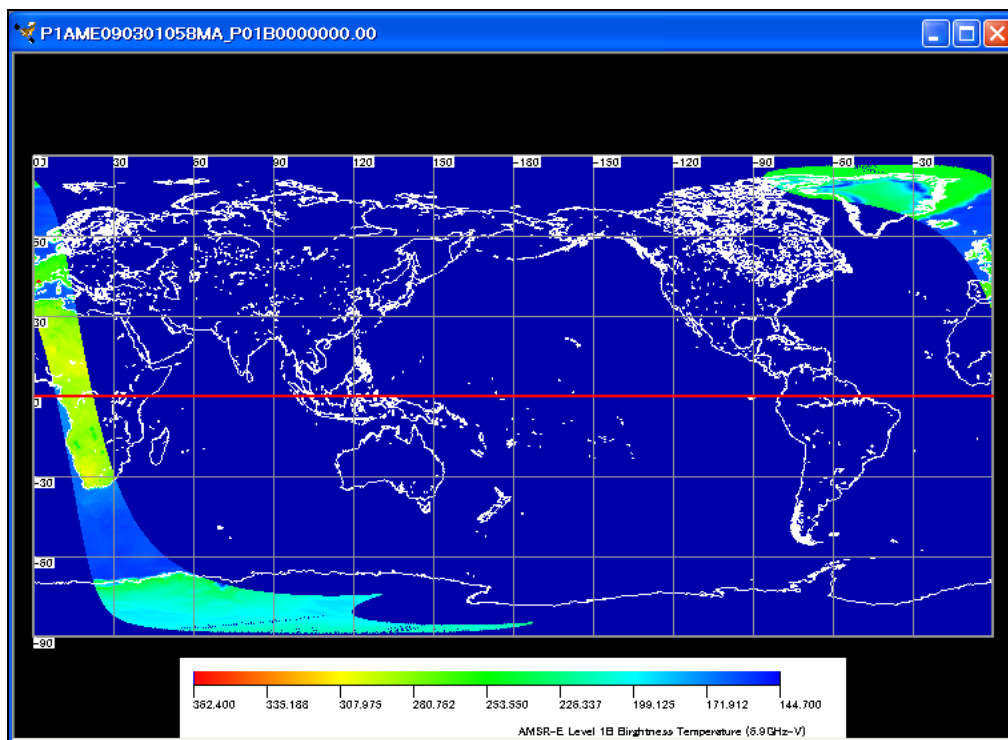 P1AME090301058MA_P01B0000000.00
30 60 90 120 150 -180 -150 -120 -90 -60 -30
60
30
0
-30
-60
-90
362.400 335.188 307.975 280.762 253.550 226.337 199.125 171.912 144.700
AMSR-E Level 1B Birghtness Temperature (6.9GHz-V)